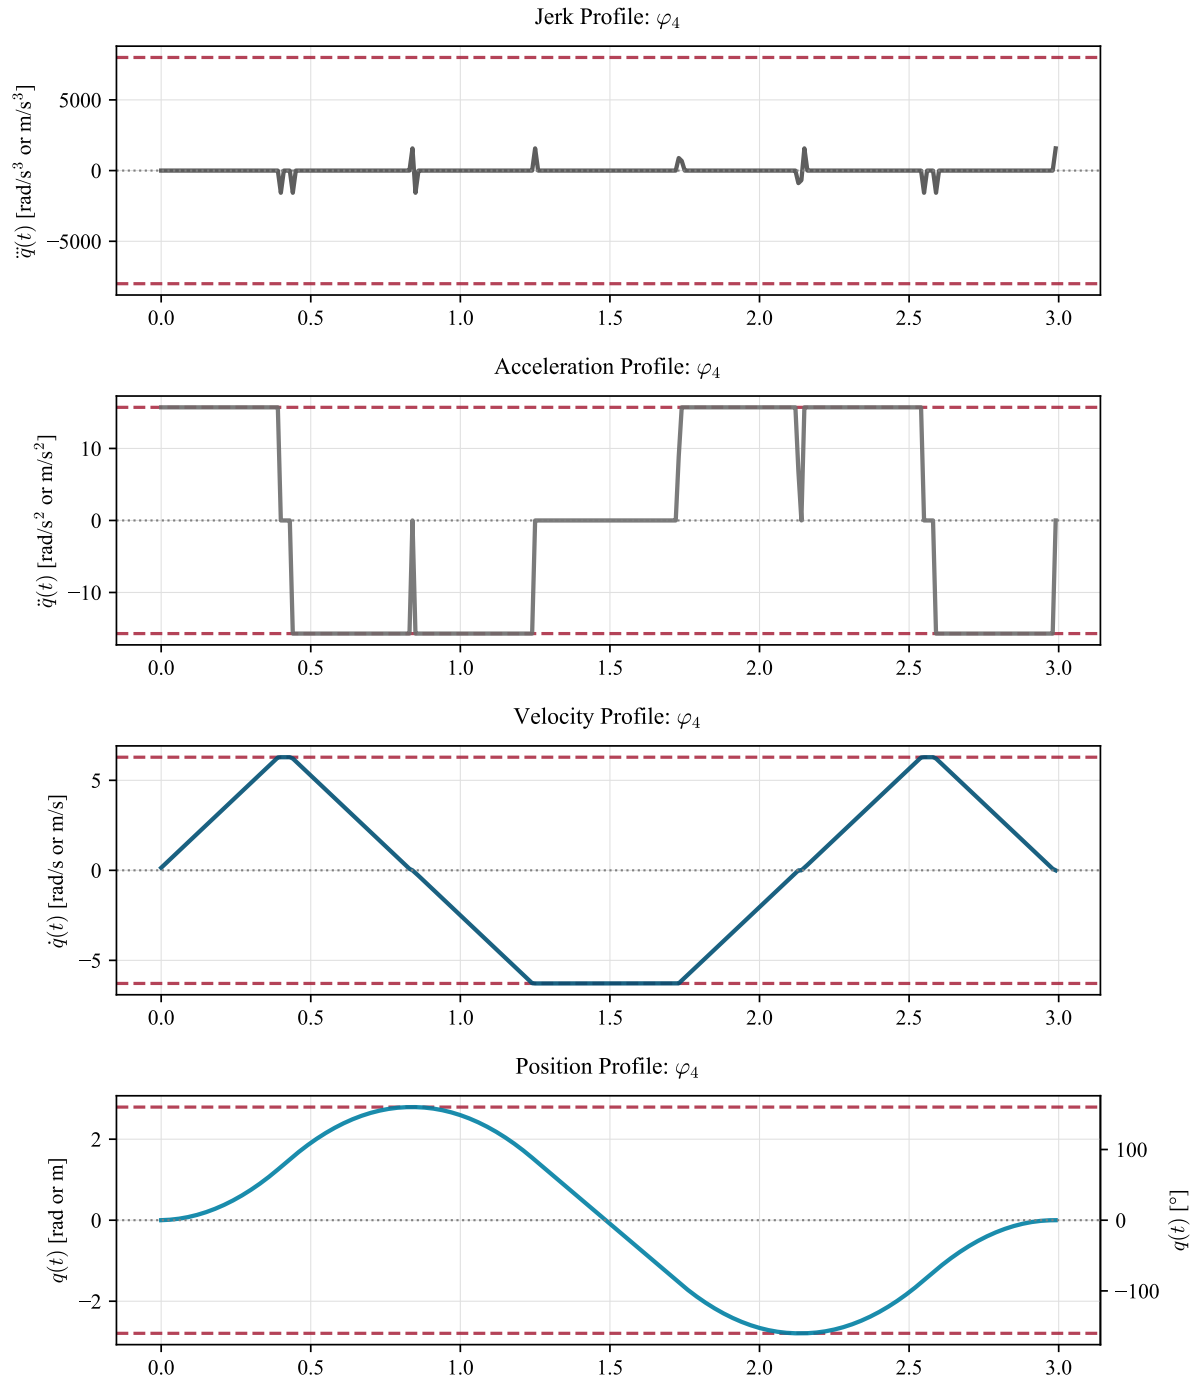 Jerk Profile: φ₄
q⃛(t) [rad/s³ or m/s³]
5000
0
−5000
0.0 0.5 1.0 1.5 2.0 2.5 3.0
Acceleration Profile: φ₄
q̈(t) [rad/s² or m/s²]
10
0
−10
0.0 0.5 1.0 1.5 2.0 2.5 3.0
Velocity Profile: φ₄
q̇(t) [rad/s or m/s]
5
0
−5
0.0 0.5 1.0 1.5 2.0 2.5 3.0
Position Profile: φ₄
q(t) [rad or m]
2
0
−2
100
0
−100
q(t) [°]
0.0 0.5 1.0 1.5 2.0 2.5 3.0